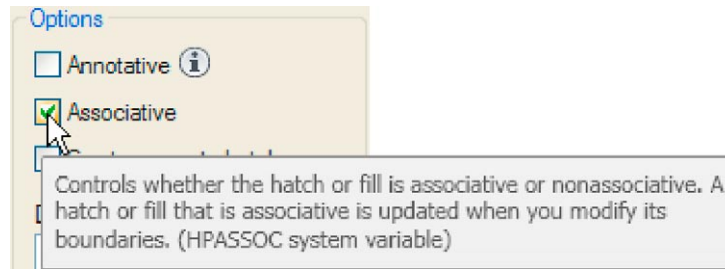 Options
Annotative
Associative
Controls whether the hatch or fill is associative or nonassociative. A
hatch or fill that is associative is updated when you modify its
boundaries. (HPASSOC system variable)